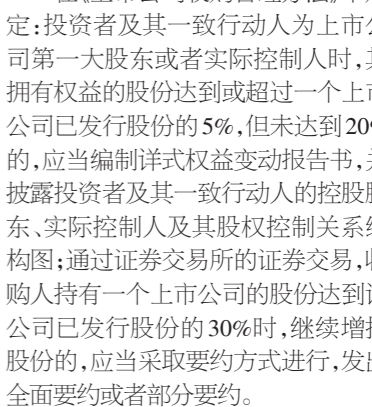 定:投资者及其一致行动人为上市公
司第一大股东或者实际控制人时,其
拥有权益的股份达到或超过一个上市
公司已发行股份的5%,但未达到20%
的,应当编制详式权益变动报告书,并
披露投资者及其一致行动人的控股股
东、实际控制人及其股权控制关系结
构图;通过证券交易所的证券交易,收
购人持有一个上市公司的股份达到该
公司已发行股份的30%时,继续增持
股份的,应当采取要约方式进行,发出
全面要约或者部分要约。